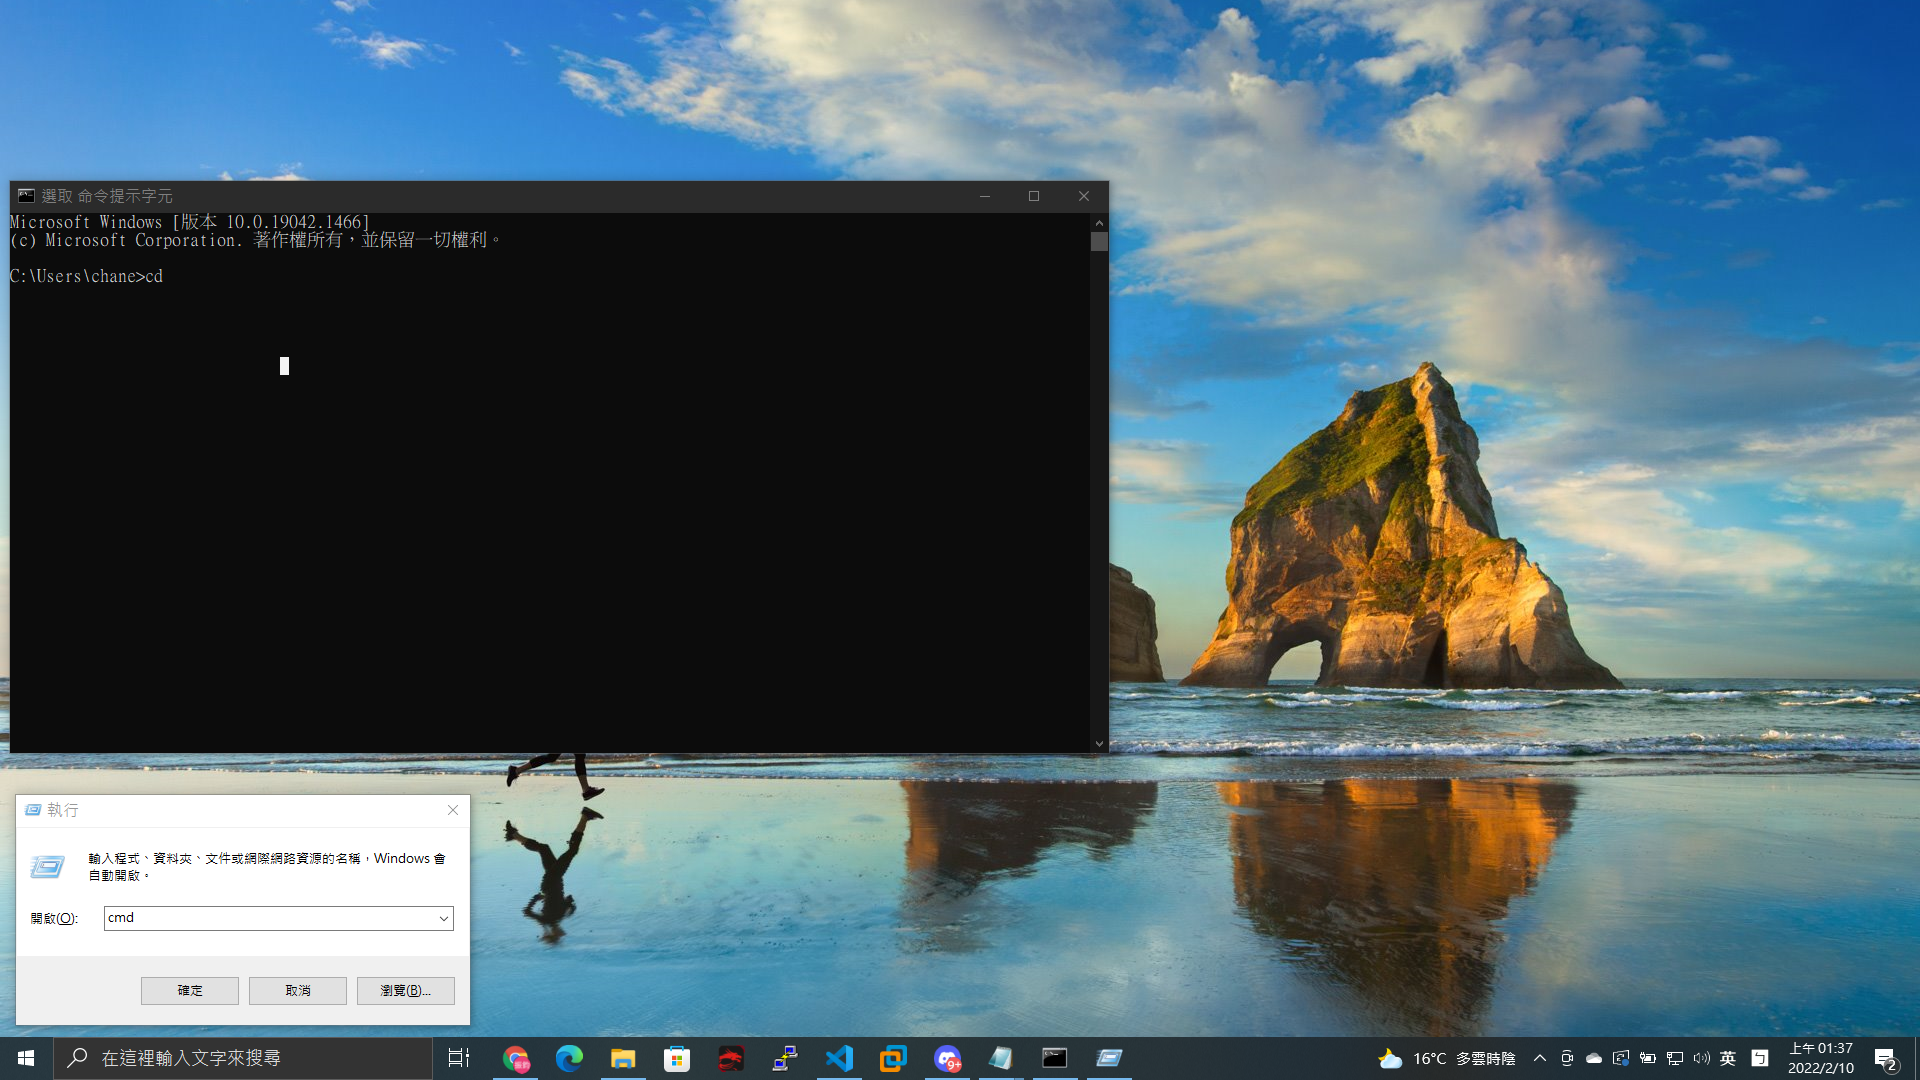 選取 命令提示字元
Microsoft Windows [版本 10.0.19042.1466]
(c) Microsoft Corporation. 著作權所有，並保留一切權利。
C:\Users\chane>cd
執行
輸入程式、資料夾、文件或網際網路資源的名稱，Windows 會
自動開啟。
開啟(O):
cmd
確定
取消
瀏覽(B)...
在這裡輸入文字來搜尋
9+
16°C 多雲時陰
英
ㄅ
上午 01:37
2022/2/10
2